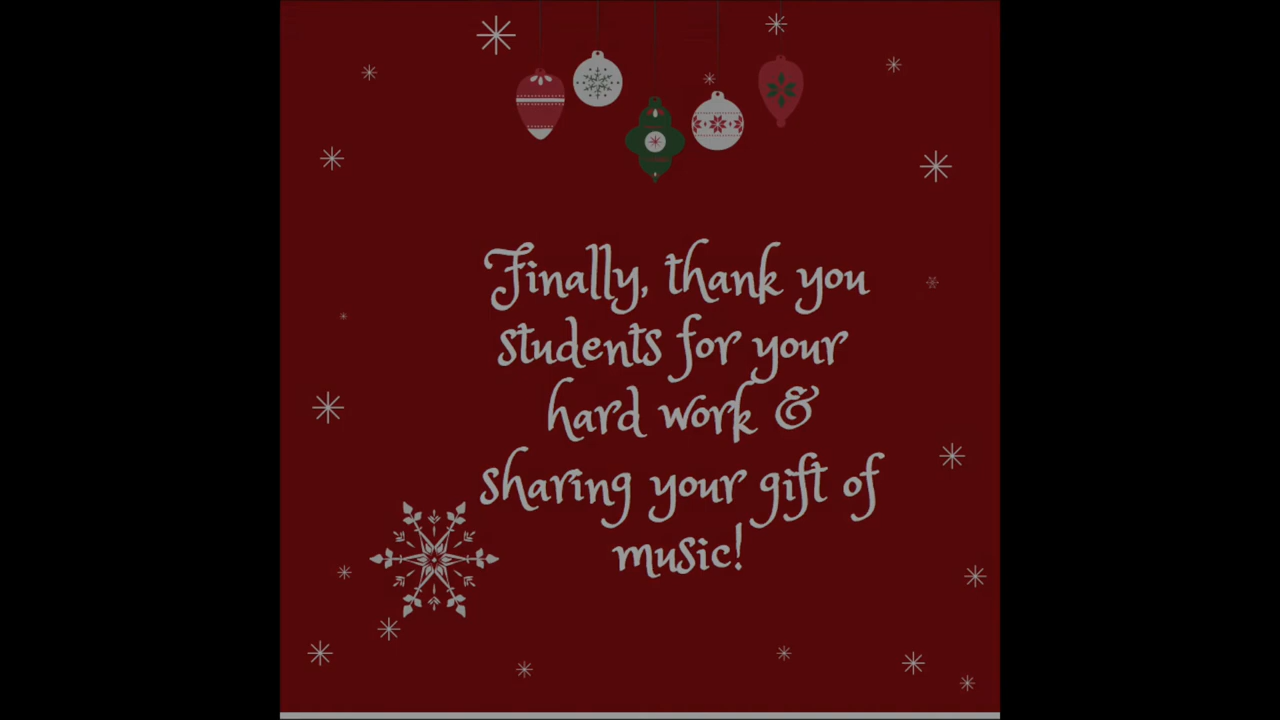 Finally, thank you
students for your
hard work &
sharing your gift of
music!